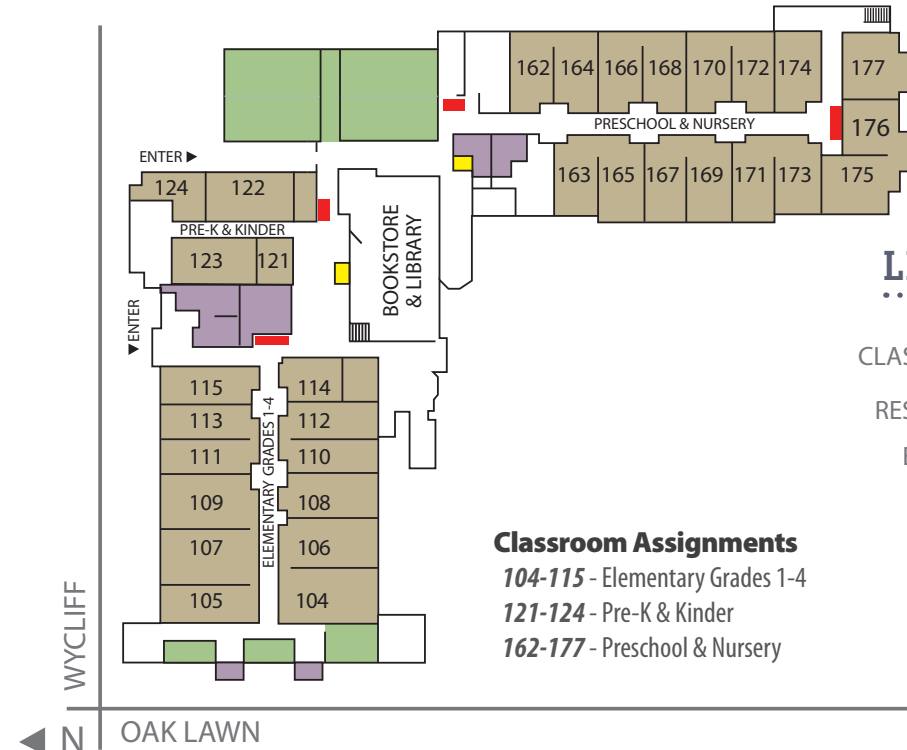 162 164 166 168 170 172 174 177
PRESCHOOL & NURSERY
176
163 165 167 169 171 173 175
ENTER ▶
124 122
PRE-K & KINDER
123 121
BOOKSTORE
& LIBRARY
▼ENTER
115 114
113 112
111 110
109 108
107 106
105 104
ELEMENTARY GRADES 1-4
Classroom Assignments
104-115 - Elementary Grades 1-4
121-124 - Pre-K & Kinder
162-177 - Preschool & Nursery
WYCLIFF
◀ N
OAK LAWN